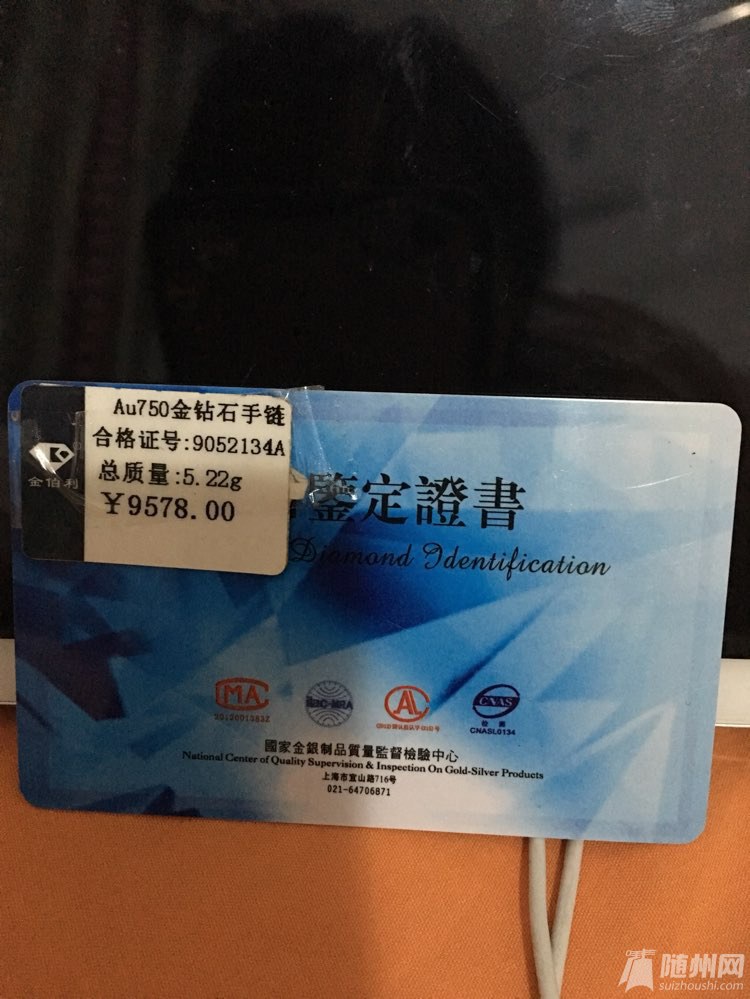 Au750金钻石手链
合格证号:9052134A
总质量:5.22g
￥9578.00
金佰利
鑒定證書
Diamond Identification
MA
ilac-MRA
AL
CNAS
CNASL0134
國家金銀制品質量監督檢驗中心
National Center of Quality Supervision & Inspection On Gold-Silver Products
上海市宜山路716号
021-64706871
随州网
suizhoushi.com